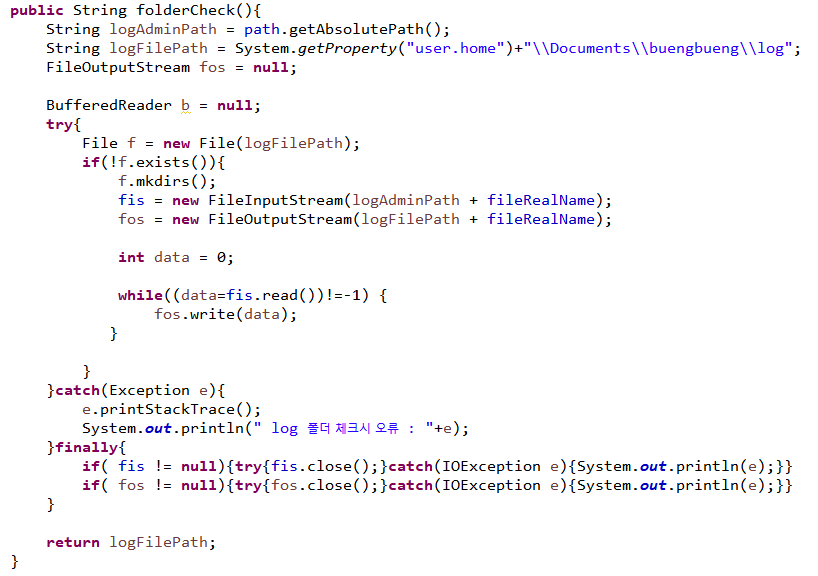 public String folderCheck(){
    String logAdminPath = path.getAbsolutePath();
    String logFilePath = System.getProperty("user.home")+"\\Documents\\buengbueng\\log";
    FileOutputStream fos = null;

    BufferedReader b = null;
    try{
        File f = new File(logFilePath);
        if(!f.exists()){
            f.mkdirs();
            fis = new FileInputStream(logAdminPath + fileRealName);
            fos = new FileOutputStream(logFilePath + fileRealName);

            int data = 0;

            while((data=fis.read())!=-1) {
                fos.write(data);
           }

        }
    }catch(Exception e){
        e.printStackTrace();
        System.out.println(" log 폴더 체크시 오류 : "+e);
    }finally{
        if( fis != null){try{fis.close();}catch(IOException e){System.out.println(e);}}
        if( fos != null){try{fos.close();}catch(IOException e){System.out.println(e);}}
    }

    return logFilePath;
}